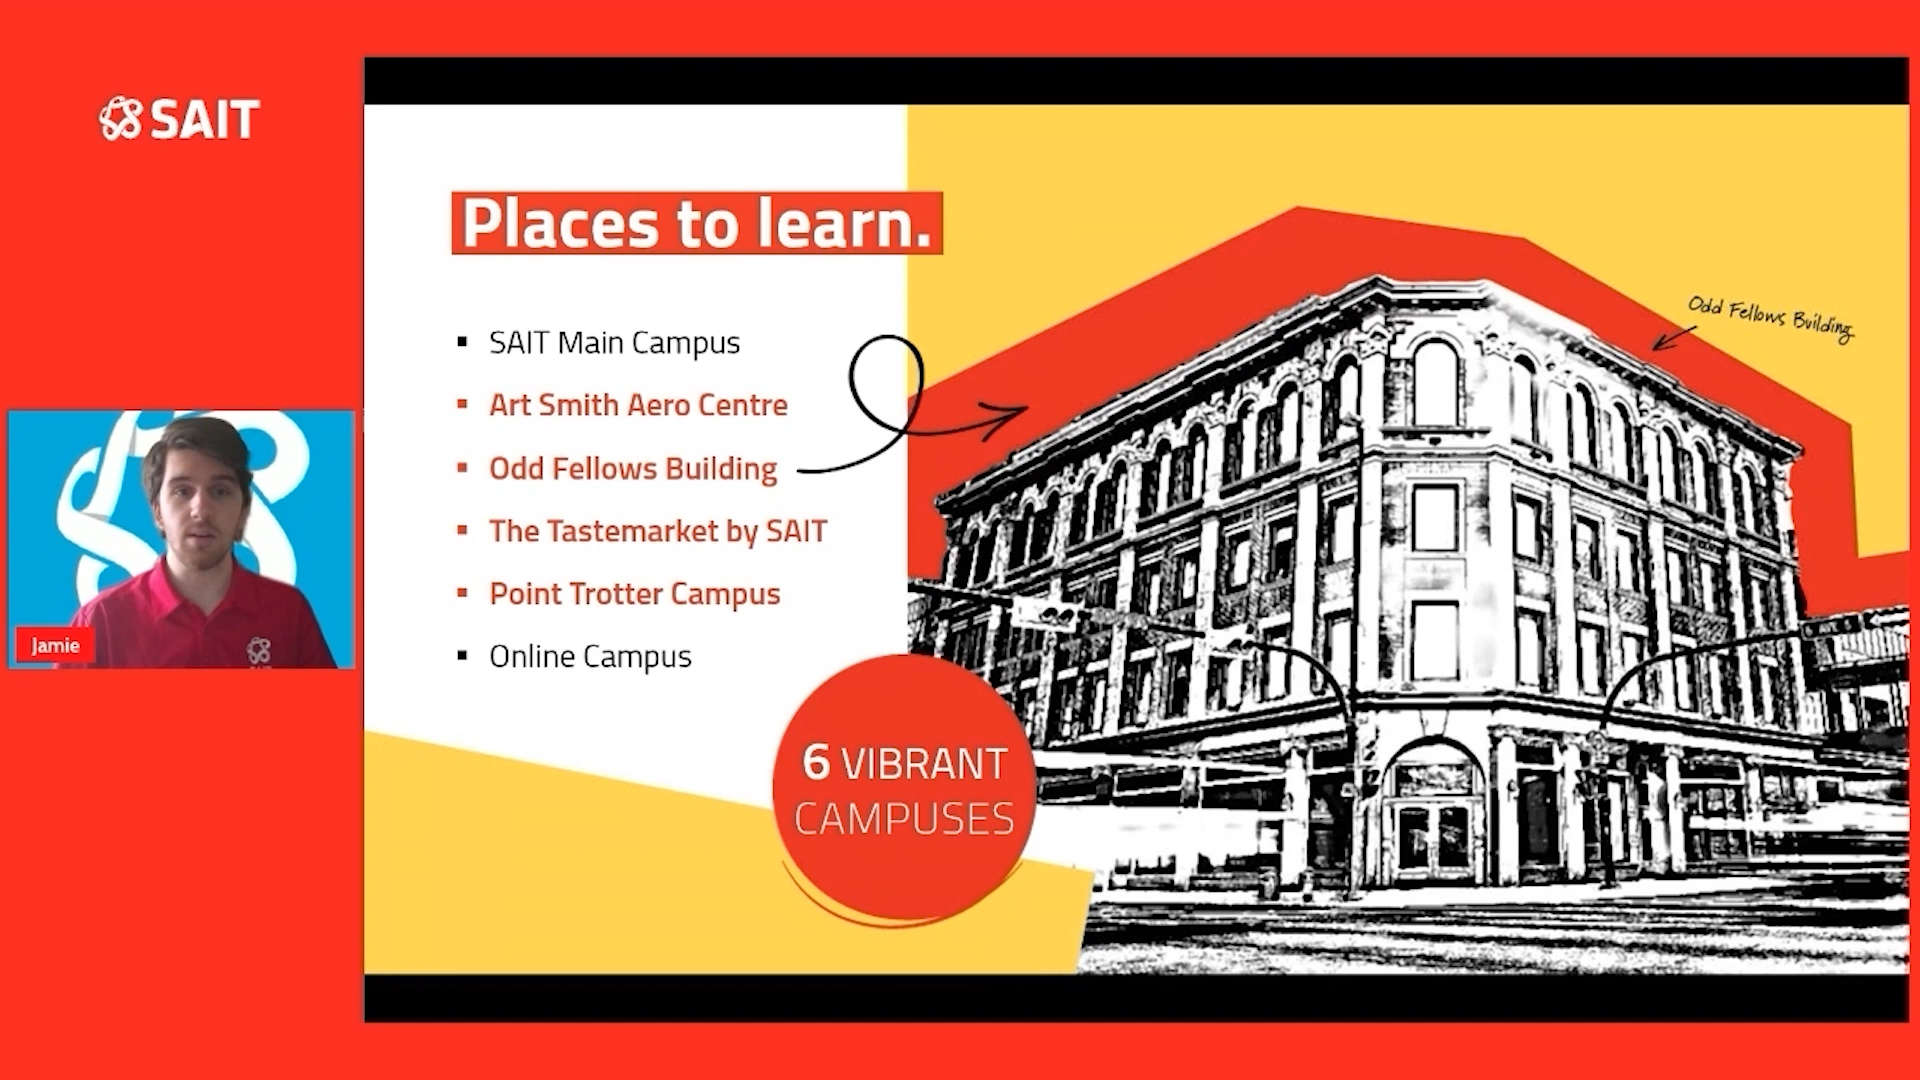 SAIT
Places to learn.
SAIT Main Campus
Art Smith Aero Centre
Odd Fellows Building
The Tastemarket by SAIT
Point Trotter Campus
Online Campus
6 VIBRANT
CAMPUSES
Odd Fellows Building
Jamie